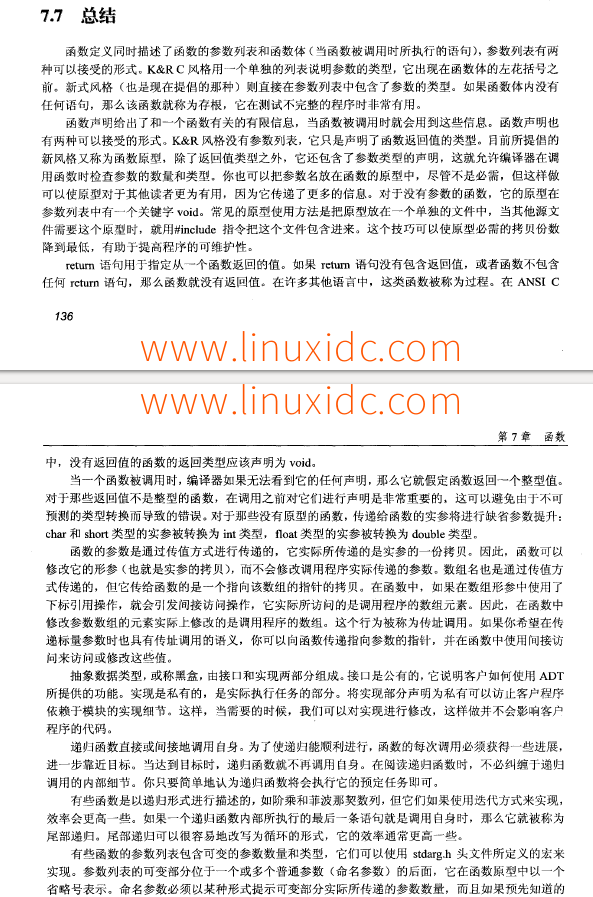 7.7 总结
函数定义同时描述了函数的参数列表和函数体（当函数被调用时所执行的语句），参数列表有两
种可以接受的形式。K&R C 风格用一个单独的列表说明参数的类型，它出现在函数体的左花括号之
前。新式风格（也是现在提倡的那种）则直接在参数列表中包含了参数的类型。如果函数体内没有
任何语句，那么该函数就称为存根，它在测试不完整的程序时非常有用。
函数声明给出了和一个函数有关的有限信息，当函数被调用时就会用到这些信息。函数声明也
有两种可以接受的形式。K&R 风格没有参数列表，它只是声明了函数返回值的类型。目前所提倡的
新风格又称为函数原型，除了返回值类型之外，它还包含了参数类型的声明，这就允许编译器在调
用函数时检查参数的数量和类型。你也可以把参数名放在函数的原型中，尽管不是必需，但这样做
可以使原型对于其他读者更为有用，因为它传递了更多的信息。对于没有参数的函数，它的原型在
参数列表中有一个关键字 void。常见的原型使用方法是把原型放在一个单独的文件中，当其他源文
件需要这个原型时，就用#include 指令把这个文件包含进来。这个技巧可以使原型必需的拷贝份数
降到最低，有助于提高程序的可维护性。
return 语句用于指定从一个函数返回的值。如果 return 语句没有包含返回值，或者函数不包含
任何 return 语句，那么函数就没有返回值。在许多其他语言中，这类函数被称为过程。在 ANSI C
136
www.linuxidc.com
www.linuxidc.com
第 7 章 函数
中，没有返回值的函数的返回类型应该声明为 void。
当一个函数被调用时，编译器如果无法看到它的任何声明，那么它就假定函数返回一个整型值。
对于那些返回值不是整型的函数，在调用之前对它们进行声明是非常重要的，这可以避免由于不可
预测的类型转换而导致的错误。对于那些没有原型的函数，传递给函数的实参将进行缺省参数提升：
char 和 short 类型的实参被转换为 int 类型，float 类型的实参被转换为 double 类型。
函数的参数是通过传值方式进行传递的，它实际所传递的是实参的一份拷贝。因此，函数可以
修改它的形参（也就是实参的拷贝），而不会修改调用程序实际传递的参数。数组名也是通过传值方
式传递的，但它传给函数的是一个指向该数组的指针的拷贝。在函数中，如果在数组形参中使用了
下标引用操作，就会引发间接访问操作，它实际所访问的是调用程序的数组元素。因此，在函数中
修改参数数组的元素实际上修改的是调用程序的数组。这个行为被称为传址调用。如果你希望在传
递标量参数时也具有传址调用的语义，你可以向函数传递指向参数的指针，并在函数中使用间接访
问来访问或修改这些值。
抽象数据类型，或称黑盒，由接口和实现两部分组成。接口是公有的，它说明客户如何使用 ADT
所提供的功能。实现是私有的，是实际执行任务的部分。将实现部分声明为私有可以访止客户程序
依赖于模块的实现细节。这样，当需要的时候，我们可以对实现进行修改，这样做并不会影响客户
程序的代码。
递归函数直接或间接地调用自身。为了使递归能顺利进行，函数的每次调用必须获得一些进展，
进一步靠近目标。当达到目标时，递归函数就不再调用自身。在阅读递归函数时，不必纠缠于递归
调用的内部细节。你只要简单地认为递归函数将会执行它的预定任务即可。
有些函数是以递归形式进行描述的，如阶乘和菲波那契数列，但它们如果使用迭代方式来实现，
效率会更高一些。如果一个递归函数内部所执行的最后一条语句就是调用自身时，那么它就被称为
尾部递归。尾部递归可以很容易地改写为循环的形式，它的效率通常更高一些。
有些函数的参数列表包含可变的参数数量和类型，它们可以使用 stdarg.h 头文件所定义的宏来
实现。参数列表的可变部分位于一个或多个普通参数（命名参数）的后面，它在函数原型中以一个
省略号表示。命名参数必须以某种形式提示可变部分实际所传递的参数数量，而且如果预先知道的